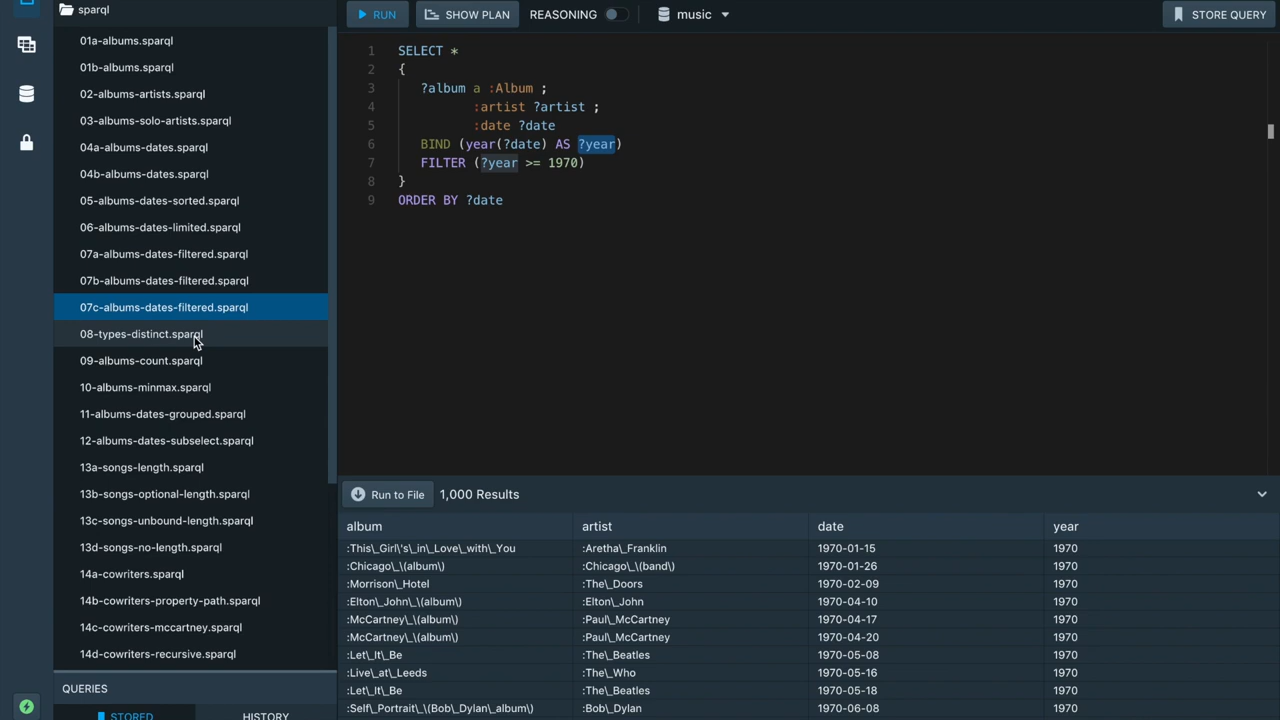 sparql
01a-albums.sparql
01b-albums.sparql
02-albums-artists.sparql
03-albums-solo-artists.sparql
04a-albums-dates.sparql
04b-albums-dates.sparql
05-albums-dates-sorted.sparql
06-albums-dates-limited.sparql
07a-albums-dates-filtered.sparql
07b-albums-dates-filtered.sparql
07c-albums-dates-filtered.sparql
08-types-distinct.sparql
09-albums-count.sparql
10-albums-minmax.sparql
11-albums-dates-grouped.sparql
12-albums-dates-subselect.sparql
13a-songs-length.sparql
13b-songs-optional-length.sparql
13c-songs-unbound-length.sparql
13d-songs-no-length.sparql
14a-cowriters.sparql
14b-cowriters-property-path.sparql
14c-cowriters-mccartney.sparql
14d-cowriters-recursive.sparql
QUERIES
STORED HISTORY
RUN SHOW PLAN REASONING music STORE QUERY
1 SELECT *
2 {
3 ?album a :Album ;
4 :artist ?artist ;
5 :date ?date
6 BIND (year(?date) AS ?year)
7 FILTER (?year >= 1970)
8 }
9 ORDER BY ?date
Run to File 1,000 Results
album artist date year
:This\_Girl\'s\_in\_Love\_with\_You :Aretha\_Franklin 1970-01-15 1970
:Chicago\_\(album\) :Chicago\_\(band\) 1970-01-26 1970
:Morrison\_Hotel :The\_Doors 1970-02-09 1970
:Elton\_John\_\(album\) :Elton\_John 1970-04-10 1970
:McCartney\_\(album\) :Paul\_McCartney 1970-04-17 1970
:McCartney\_\(album\) :Paul\_McCartney 1970-04-20 1970
:Let\_It\_Be :The\_Beatles 1970-05-08 1970
:Live\_at\_Leeds :The\_Who 1970-05-16 1970
:Let\_It\_Be :The\_Beatles 1970-05-18 1970
:Self\_Portrait\_\(Bob\_Dylan\_album\) :Bob\_Dylan 1970-06-08 1970